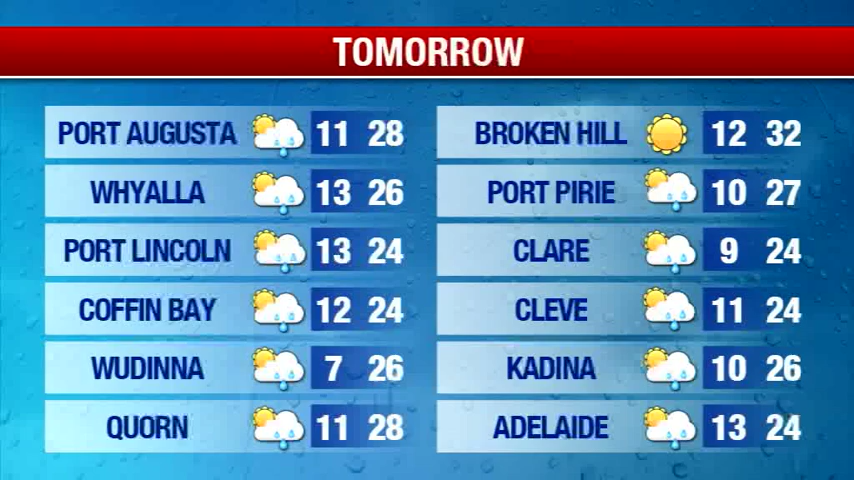 TOMORROW
PORT AUGUSTA 11 28
WHYALLA 13 26
PORT LINCOLN 13 24
COFFIN BAY 12 24
WUDINNA 7 26
QUORN 11 28
BROKEN HILL 12 32
PORT PIRIE 10 27
CLARE 9 24
CLEVE 11 24
KADINA 10 26
ADELAIDE 13 24